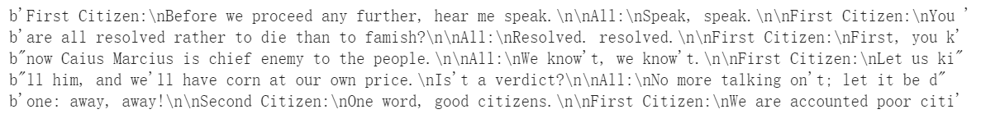 b'First Citizen:\nBefore we proceed any further, hear me speak.\n\nAll:\nSpeak, speak.\n\nFirst Citizen:\nYou '
b'are all resolved rather to die than to famish?\n\nAll:\nResolved. resolved.\n\nFirst Citizen:\nFirst, you k'
b"now Caius Marcius is chief enemy to the people.\n\nAll:\nWe know't, we know't.\n\nFirst Citizen:\nLet us ki"
b"ll him, and we'll have corn at our own price.\nIs't a verdict?\n\nAll:\nNo more talking on't; let it be d"
b'one: away, away!\n\nSecond Citizen:\nOne word, good citizens.\n\nFirst Citizen:\nWe are accounted poor citi'